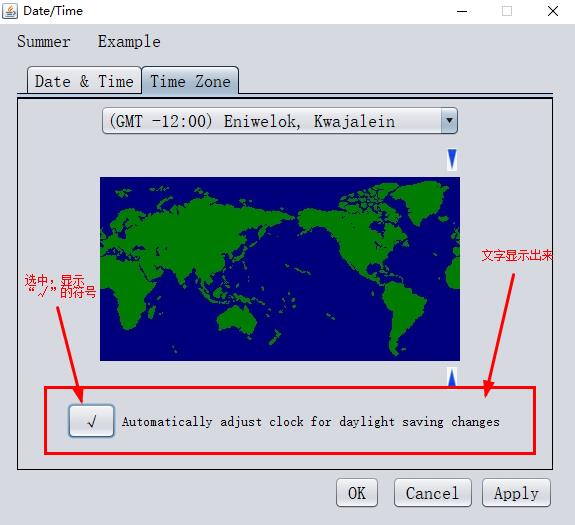 Date/Time
Summer Example
Date & Time Time Zone
(GMT -12:00) Eniwelok, Kwajalein
文字显示出来
选中，显示
“√”的符号
√ Automatically adjust clock for daylight saving changes
OK Cancel Apply